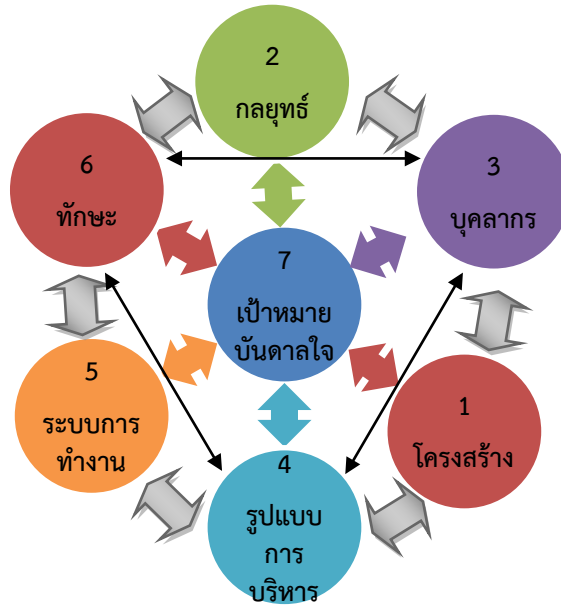 2
กลยุทธ์
6
ทักษะ
3
บุคลากร
7
เป้าหมาย
บันดาลใจ
5
ระบบการ
ทำงาน
1
โครงสร้าง
4
รูปแบบ
การ
บริหาร